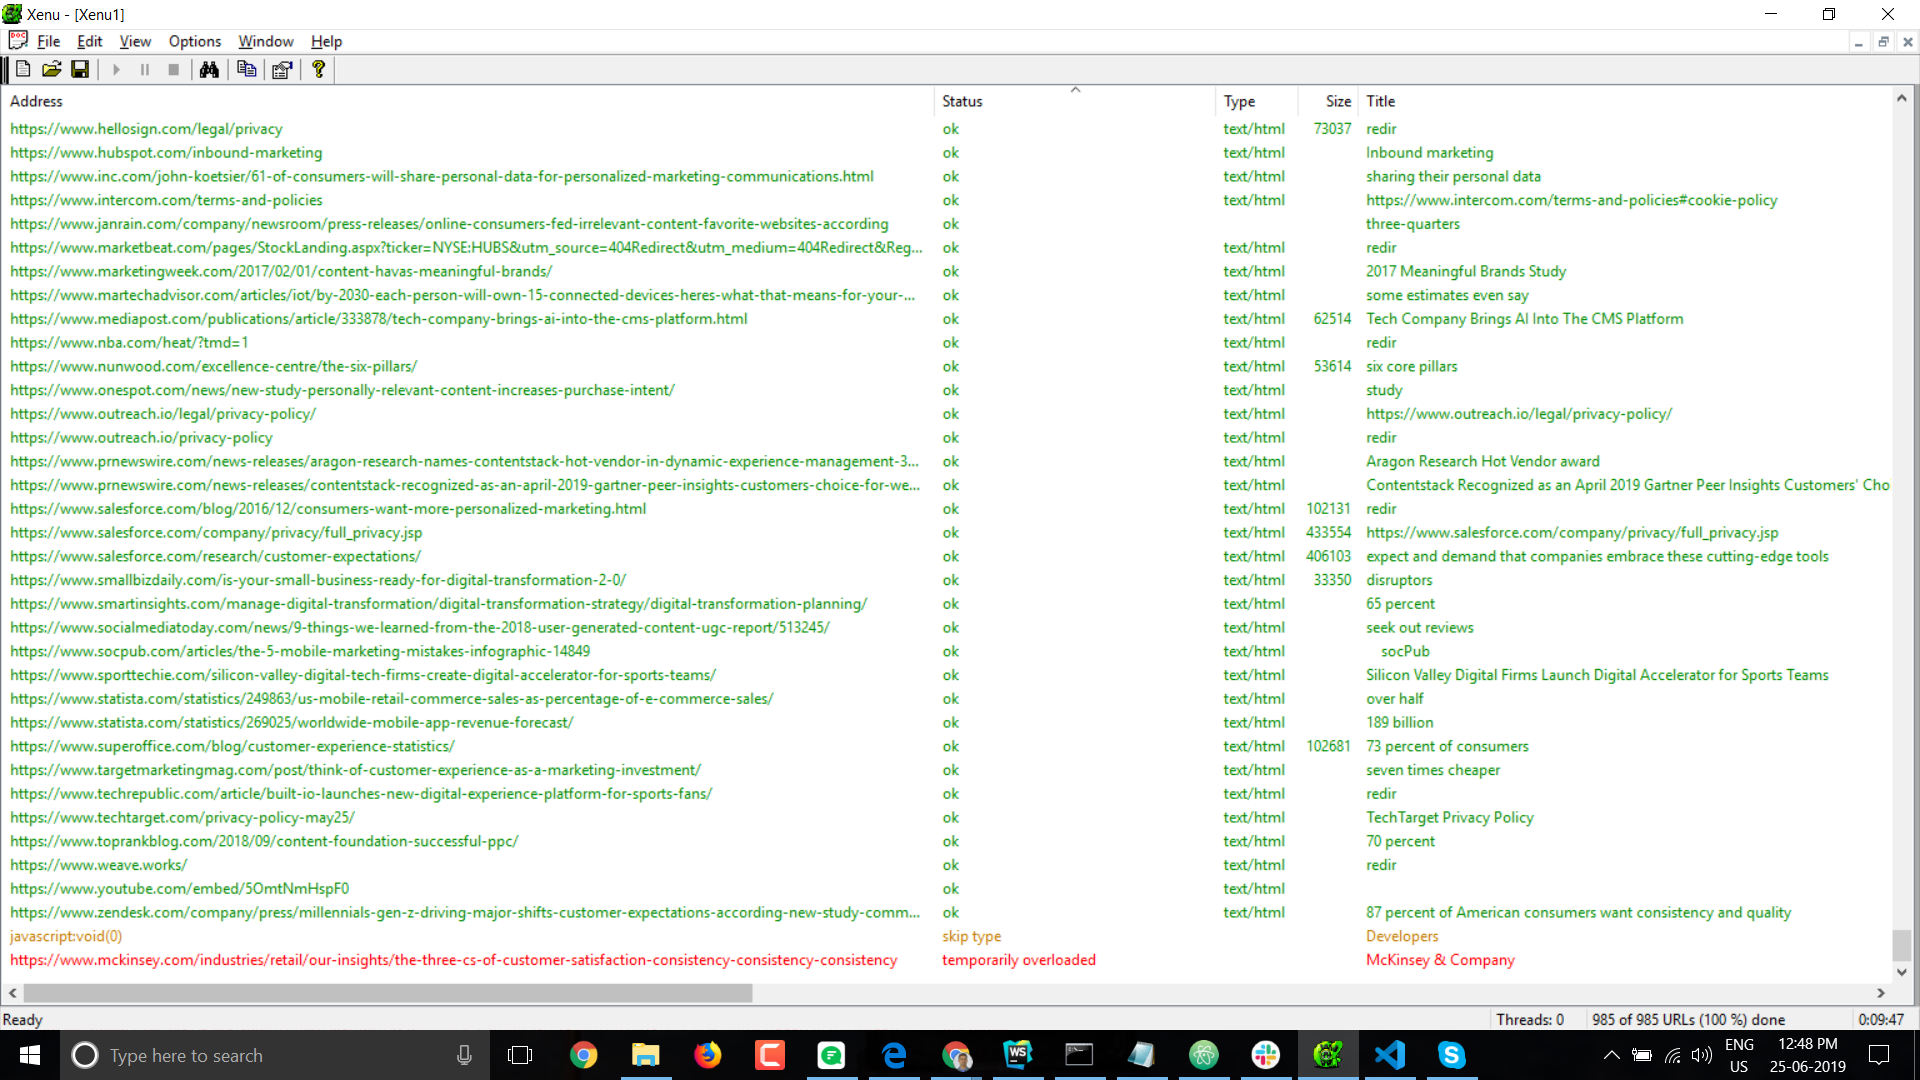 Xenu - [Xenu1]
File Edit View Options Window Help
Address Status Type Size Title
https://www.hellosign.com/legal/privacy ok text/html 73037 redir
https://www.hubspot.com/inbound-marketing ok text/html Inbound marketing
https://www.inc.com/john-koetsier/61-of-consumers-will-share-personal-data-for-personalized-marketing-communications.html ok text/html sharing their personal data
https://www.intercom.com/terms-and-policies ok text/html https://www.intercom.com/terms-and-policies#cookie-policy
https://www.janrain.com/company/newsroom/press-releases/online-consumers-fed-irrelevant-content-favorite-websites-according ok three-quarters
https://www.marketbeat.com/pages/StockLanding.aspx?ticker=NYSE:HUBS&utm_source=404Redirect&utm_medium=404Redirect&Reg... ok text/html redir
https://www.marketingweek.com/2017/02/01/content-havas-meaningful-brands/ ok text/html 2017 Meaningful Brands Study
https://www.martechadvisor.com/articles/iot/by-2030-each-person-will-own-15-connected-devices-heres-what-that-means-for-your-... ok text/html some estimates even say
https://www.mediapost.com/publications/article/333878/tech-company-brings-ai-into-the-cms-platform.html ok text/html 62514 Tech Company Brings AI Into The CMS Platform
https://www.nba.com/heat/?tmd=1 ok text/html redir
https://www.nunwood.com/excellence-centre/the-six-pillars/ ok text/html 53614 six core pillars
https://www.onespot.com/news/new-study-personally-relevant-content-increases-purchase-intent/ ok text/html study
https://www.outreach.io/legal/privacy-policy/ ok text/html https://www.outreach.io/legal/privacy-policy/
https://www.outreach.io/privacy-policy ok text/html redir
https://www.prnewswire.com/news-releases/aragon-research-names-contentstack-hot-vendor-in-dynamic-experience-management-3... ok text/html Aragon Research Hot Vendor award
https://www.prnewswire.com/news-releases/contentstack-recognized-as-an-april-2019-gartner-peer-insights-customers-choice-for-we... ok text/html Contentstack Recognized as an April 2019 Gartner Peer Insights Customers' Choi
https://www.salesforce.com/blog/2016/12/consumers-want-more-personalized-marketing.html ok text/html 102131 redir
https://www.salesforce.com/company/privacy/full_privacy.jsp ok text/html 433554 https://www.salesforce.com/company/privacy/full_privacy.jsp
https://www.salesforce.com/research/customer-expectations/ ok text/html 406103 expect and demand that companies embrace these cutting-edge tools
https://www.smallbizdaily.com/is-your-small-business-ready-for-digital-transformation-2-0/ ok text/html 33350 disruptors
https://www.smartinsights.com/manage-digital-transformation/digital-transformation-strategy/digital-transformation-planning/ ok text/html 65 percent
https://www.socialmediatoday.com/news/9-things-we-learned-from-the-2018-user-generated-content-ugc-report/513245/ ok text/html seek out reviews
https://www.socpub.com/articles/the-5-mobile-marketing-mistakes-infographic-14849 ok text/html socPub
https://www.sporttechie.com/silicon-valley-digital-tech-firms-create-digital-accelerator-for-sports-teams/ ok text/html Silicon Valley Digital Firms Launch Digital Accelerator for Sports Teams
https://www.statista.com/statistics/249863/us-mobile-retail-commerce-sales-as-percentage-of-e-commerce-sales/ ok text/html over half
https://www.statista.com/statistics/269025/worldwide-mobile-app-revenue-forecast/ ok text/html 189 billion
https://www.superoffice.com/blog/customer-experience-statistics/ ok text/html 102681 73 percent of consumers
https://www.targetmarketingmag.com/post/think-of-customer-experience-as-a-marketing-investment/ ok text/html seven times cheaper
https://www.techrepublic.com/article/built-io-launches-new-digital-experience-platform-for-sports-fans/ ok text/html redir
https://www.techtarget.com/privacy-policy-may25/ ok text/html TechTarget Privacy Policy
https://www.toprankblog.com/2018/09/content-foundation-successful-ppc/ ok text/html 70 percent
https://www.weave.works/ ok text/html redir
https://www.youtube.com/embed/5OmtNmHspF0 ok text/html
https://www.zendesk.com/company/press/millennials-gen-z-driving-major-shifts-customer-expectations-according-new-study-comm... ok text/html 87 percent of American consumers want consistency and quality
javascript:void(0) skip type Developers
https://www.mckinsey.com/industries/retail/our-insights/the-three-cs-of-customer-satisfaction-consistency-consistency-consistency temporarily overloaded McKinsey & Company
Ready Threads: 0 985 of 985 URLs (100 %) done 0:09:47
Type here to search
ENG 12:48 PM
US 25-06-2019